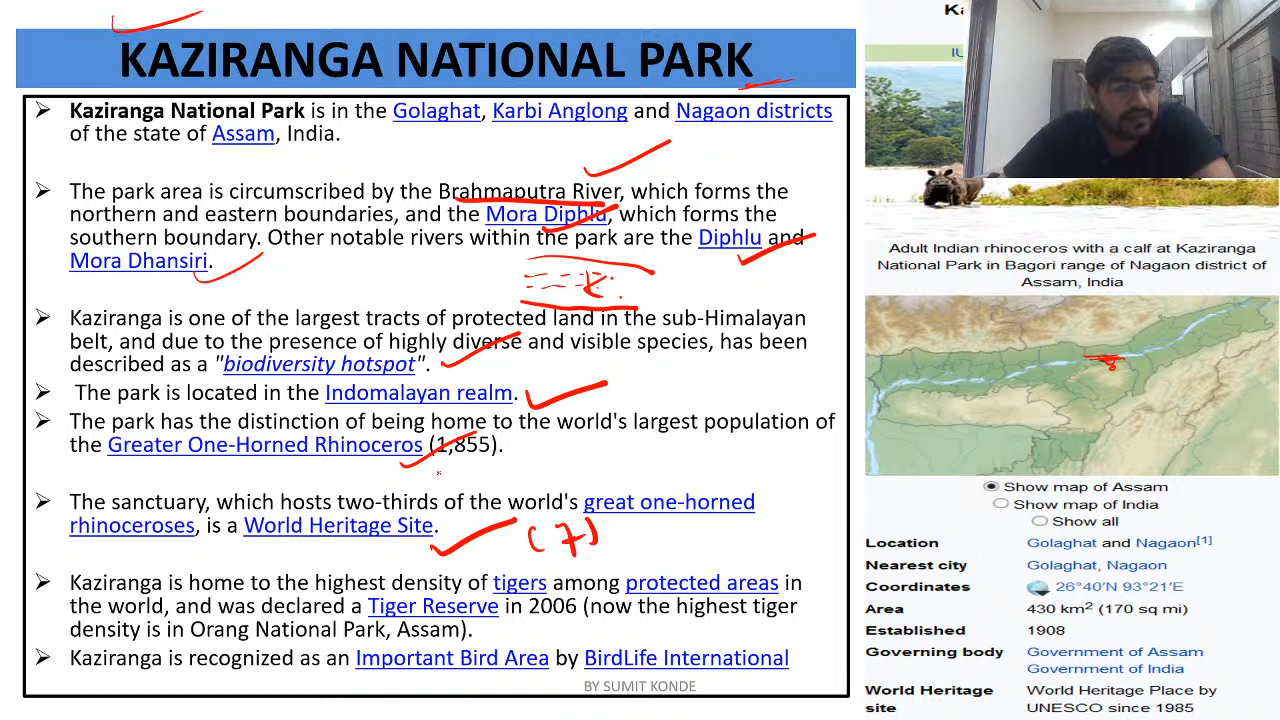 KAZIRANGA NATIONAL PARK
➢ Kaziranga National Park is in the Golaghat, Karbi Anglong and Nagaon districts
of the state of Assam, India.
➢ The park area is circumscribed by the Brahmaputra River, which forms the
northern and eastern boundaries, and the Mora Diphlu, which forms the
southern boundary. Other notable rivers within the park are the Diphlu and
Mora Dhansiri.
➢ Kaziranga is one of the largest tracts of protected land in the sub-Himalayan
belt, and due to the presence of highly diverse and visible species, has been
described as a "biodiversity hotspot".
➢ The park is located in the Indomalayan realm.
➢ The park has the distinction of being home to the world's largest population of
the Greater One-Horned Rhinoceros (1,855).
➢ The sanctuary, which hosts two-thirds of the world's great one-horned
rhinoceroses, is a World Heritage Site.
(7)
➢ Kaziranga is home to the highest density of tigers among protected areas in
the world, and was declared a Tiger Reserve in 2006 (now the highest tiger
density is in Orang National Park, Assam).
➢ Kaziranga is recognized as an Important Bird Area by BirdLife International
BY SUMIT KONDE
Ka
IU
Adult Indian rhinoceros with a calf at Kaziranga
National Park in Bagori range of Nagaon district of
Assam, India
Show map of Assam
Show map of India
Show all
Location Golaghat and Nagaon[1]
Nearest city Golaghat, Nagaon
Coordinates 26°40′N 93°21′E
Area 430 km2 (170 sq mi)
Established 1908
Governing body Government of Assam
Government of India
World Heritage World Heritage Place by
site UNESCO since 1985